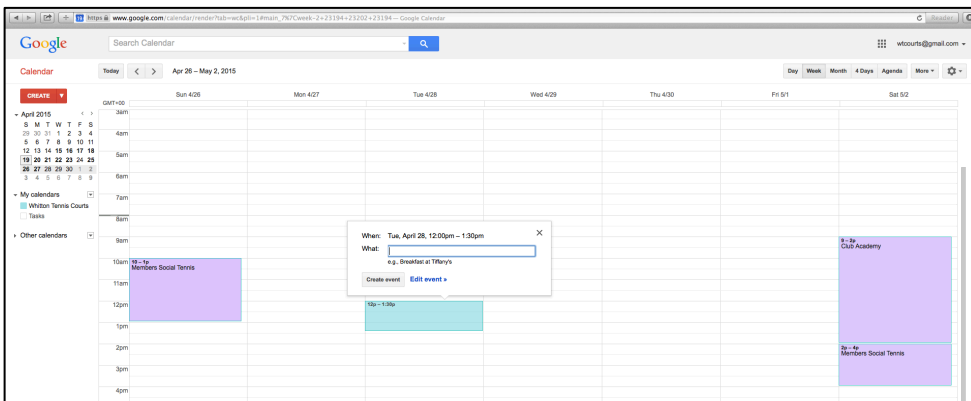 https www.google.com/calendar/render?tab=wc&pli=1#main_7%7Cweek-2+23194+23202+23194 — Google Calendar
Reader
Google
Search Calendar
wtcourts@gmail.com
Calendar
Today
Apr 26 – May 2, 2015
Day Week Month 4 Days Agenda More
CREATE
GMT+00
Sun 4/26
Mon 4/27
Tue 4/28
Wed 4/29
Thu 4/30
Fri 5/1
Sat 5/2
April 2015
S M T W T F S
29 30 31 1 2 3 4
5 6 7 8 9 10 11
12 13 14 15 16 17 18
19 20 21 22 23 24 25
26 27 28 29 30 1 2
3 4 5 6 7 8 9
My calendars
Whitton Tennis Courts
Tasks
Other calendars
3am
4am
5am
6am
7am
8am
9am
10am
11am
12pm
1pm
2pm
3pm
4pm
10 – 1p
Members Social Tennis
When: Tue, April 28, 12:00pm – 1:30pm
What:
e.g., Breakfast at Tiffany's
Create event
Edit event »
12p – 1:30p
9 – 2p
Club Academy
2p – 4p
Members Social Tennis